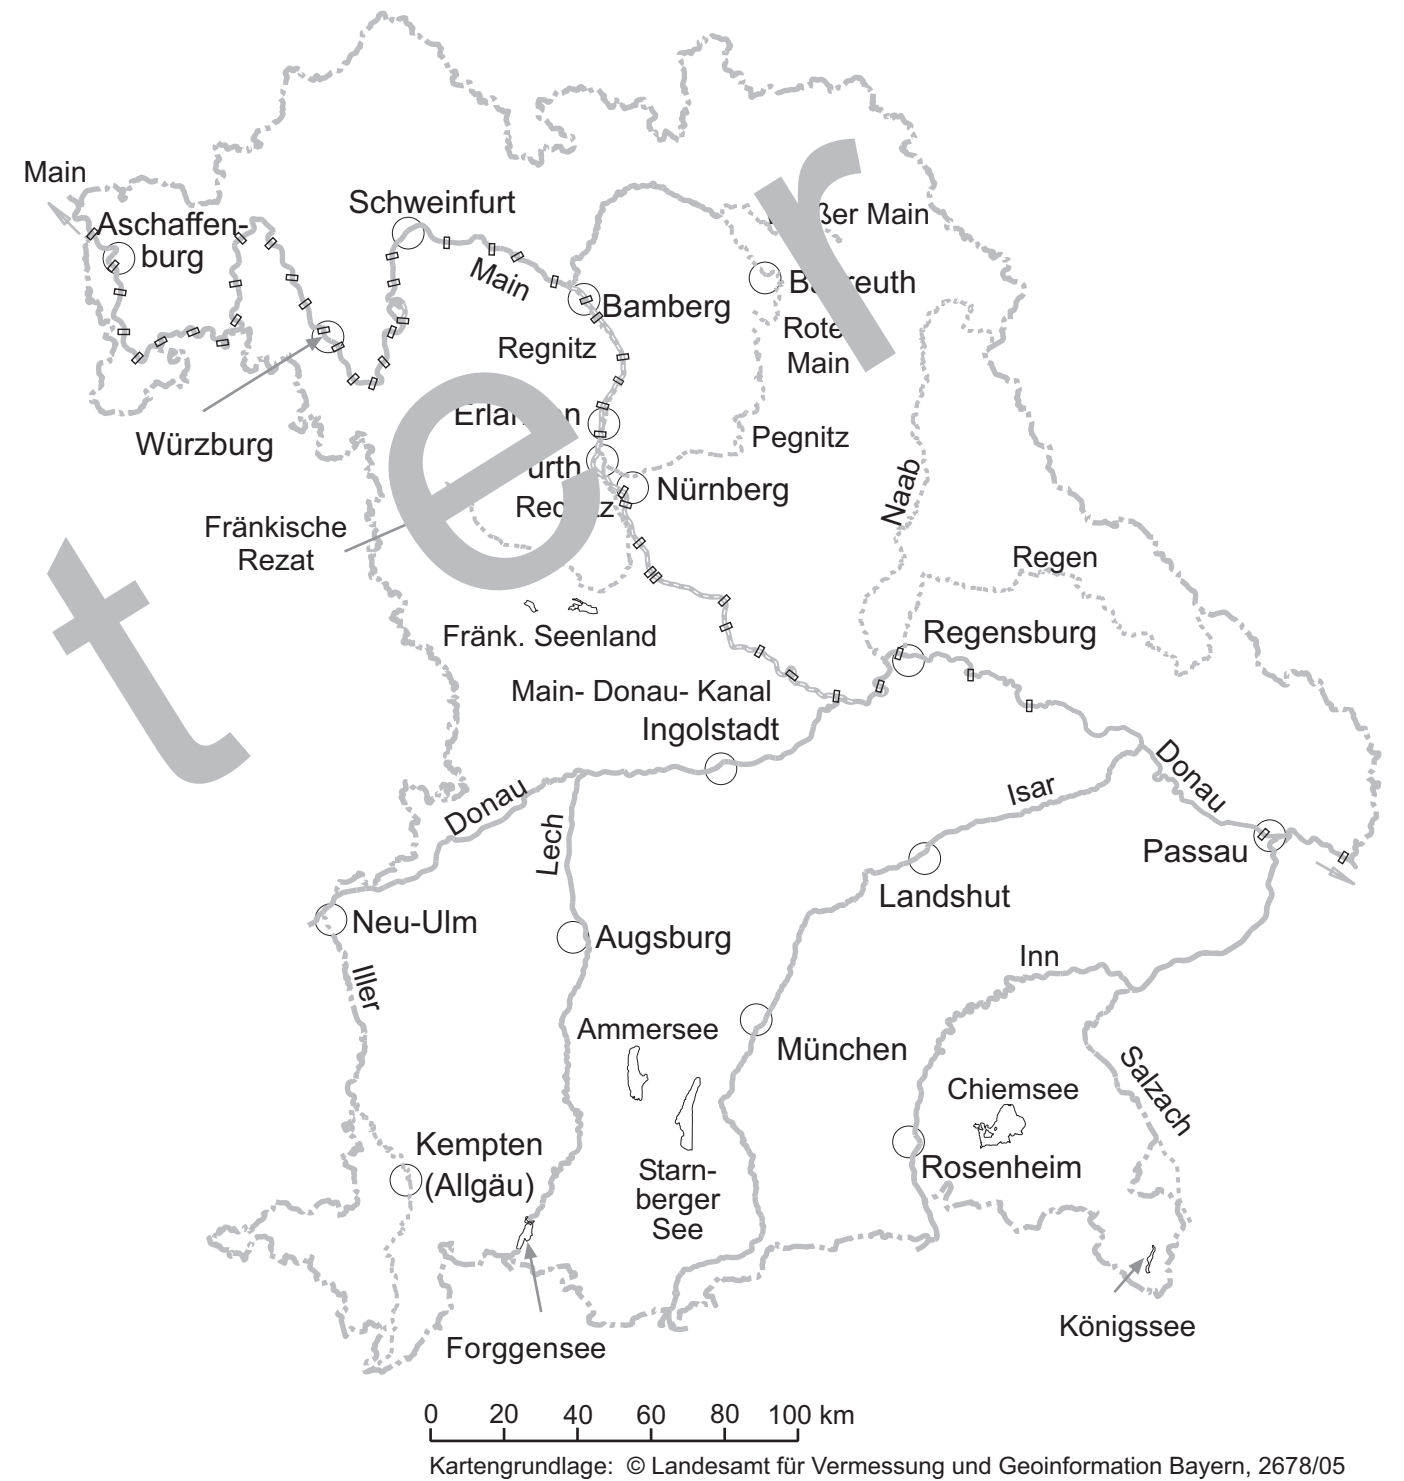 Main
Aschaffen-
burg
Schweinfurt
Main
Bamberg
Main
Rote
Main
Regnitz
Würzburg
Pegnitz
Nürnberg
Fränkische
Rezat
Naab
Regen
Fränk. Seenland
Regensburg
Main- Donau- Kanal
Ingolstadt
Donau
Lech
Isar
Donau
Passau
Landshut
Neu-Ulm
Augsburg
Iller
Inn
Ammersee
München
Chiemsee
Salzach
Kempten
(Allgäu)
Starn-
berger
See
Rosenheim
Königssee
Forggensee
0 20 40 60 80 100 km
Kartengrundlage: © Landesamt für Vermessung und Geoinformation Bayern, 2678/05
t e r